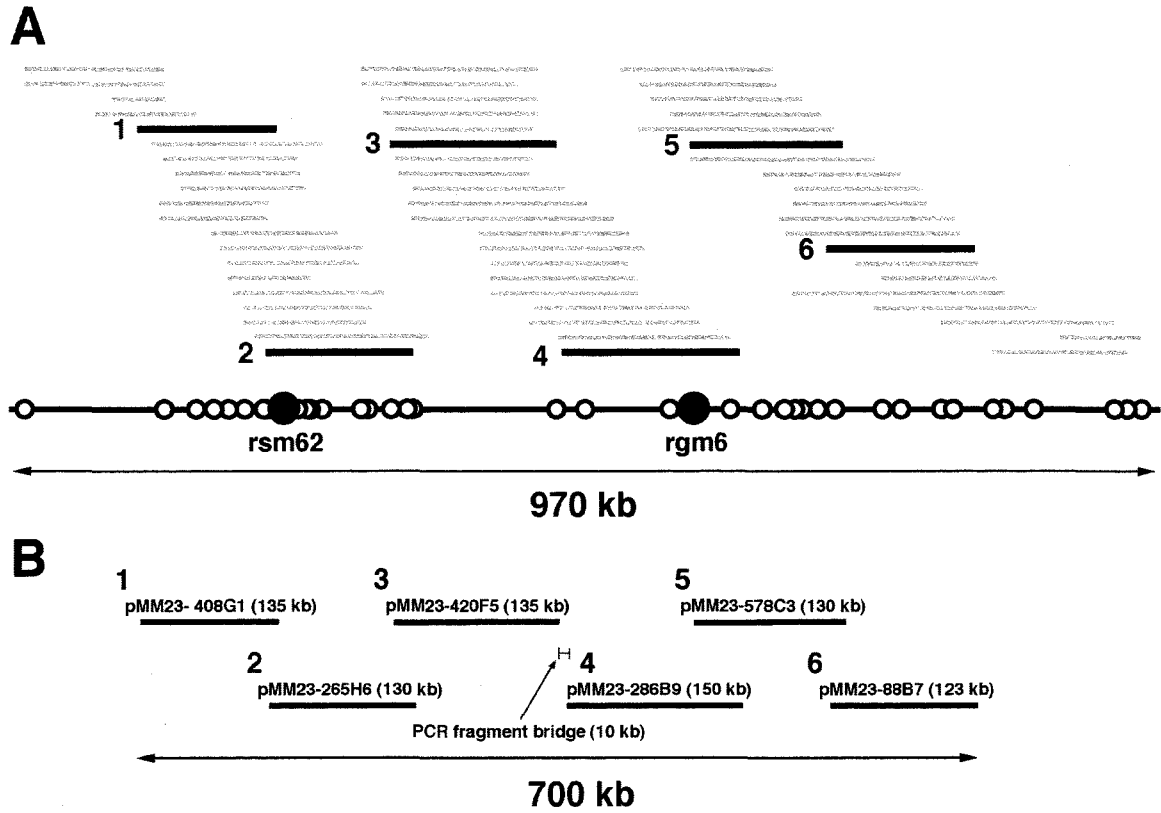 A
1
3
5
6
2
4
rsm62
rgm6
970 kb
B
1
3
5
pMM23- 408G1 (135 kb)
pMM23-420F5 (135 kb)
pMM23-578C3 (130 kb)
2
4
6
pMM23-265H6 (130 kb)
pMM23-286B9 (150 kb)
pMM23-88B7 (123 kb)
PCR fragment bridge (10 kb)
700 kb